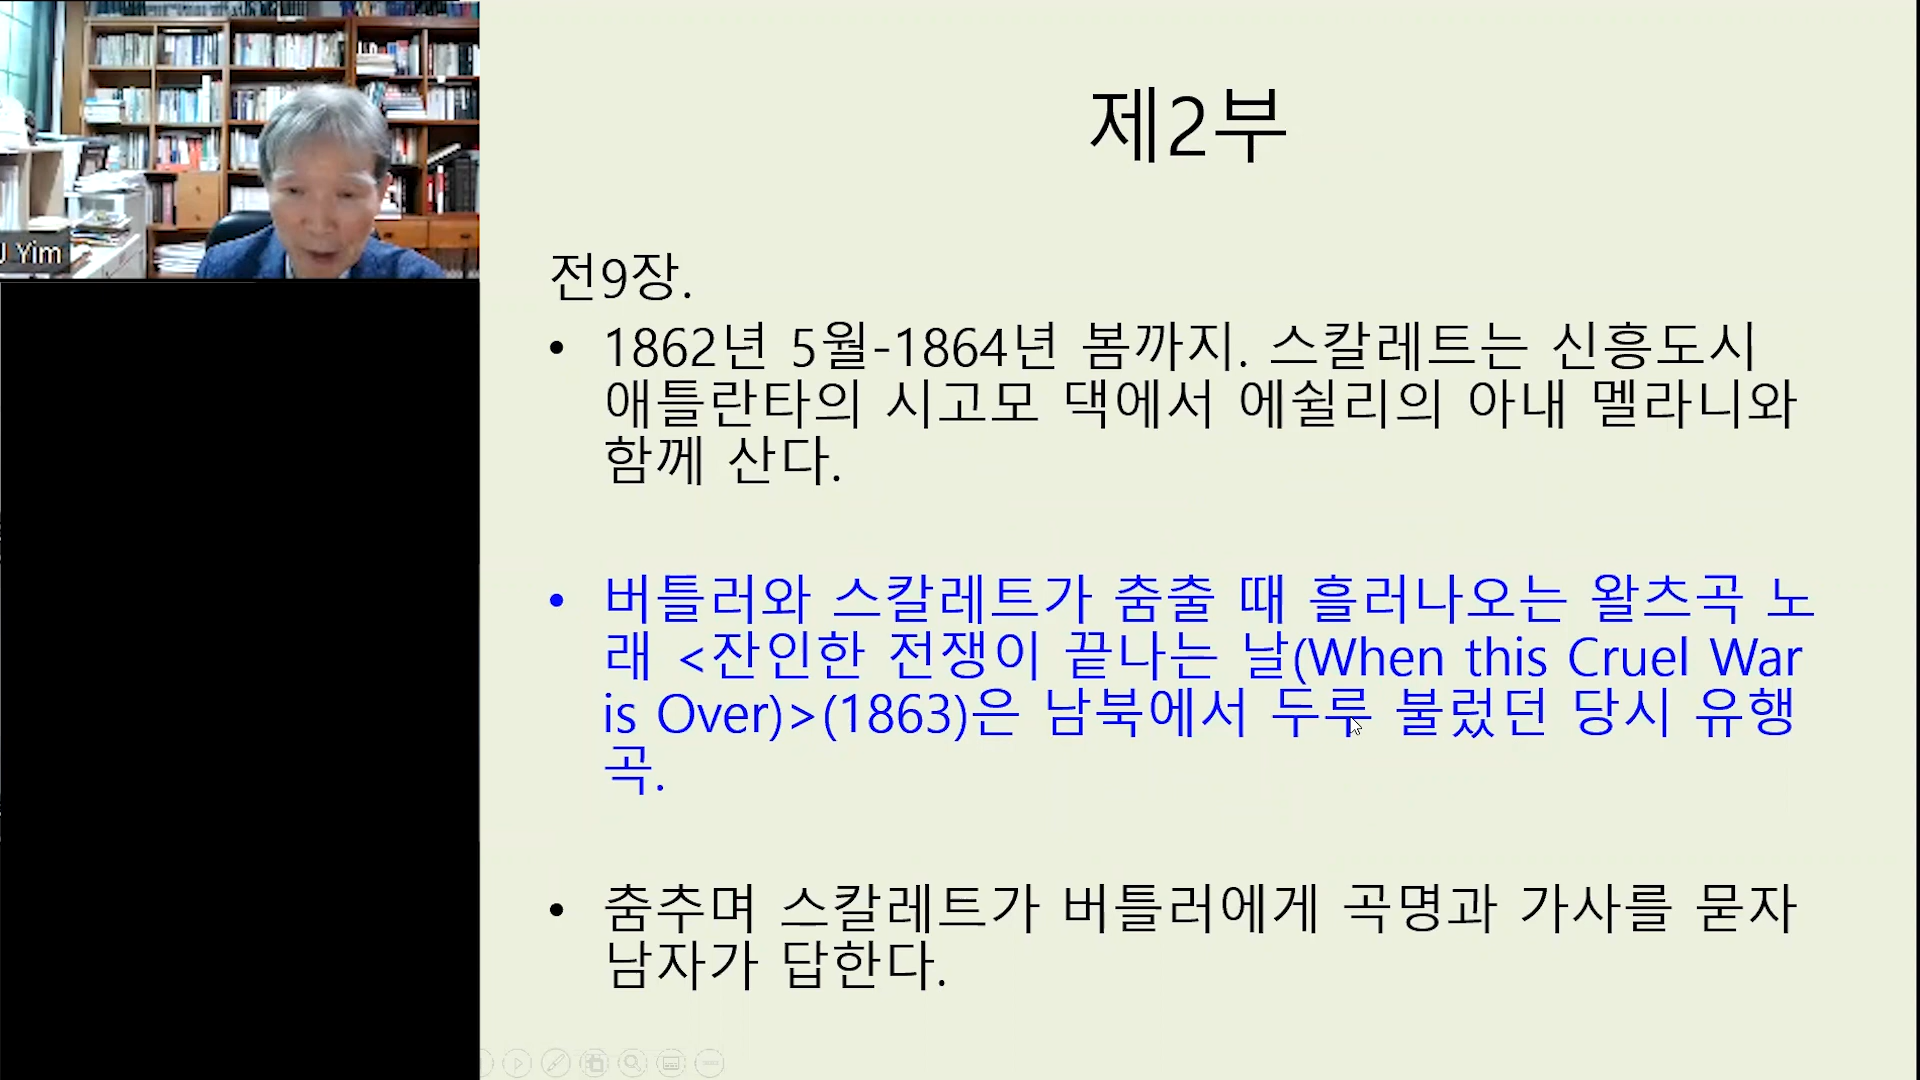 J Yim
제2부
전9장.
• 1862년 5월-1864년 봄까지. 스칼레트는 신흥도시
애틀란타의 시고모 댁에서 에쉴리의 아내 멜라니와
함께 산다.
• 버틀러와 스칼레트가 춤출 때 흘러나오는 왈츠곡 노
래 <잔인한 전쟁이 끝나는 날(When this Cruel War
is Over)>(1863)은 남북에서 두루 불렀던 당시 유행
곡.
• 춤추며 스칼레트가 버틀러에게 곡명과 가사를 묻자
남자가 답한다.